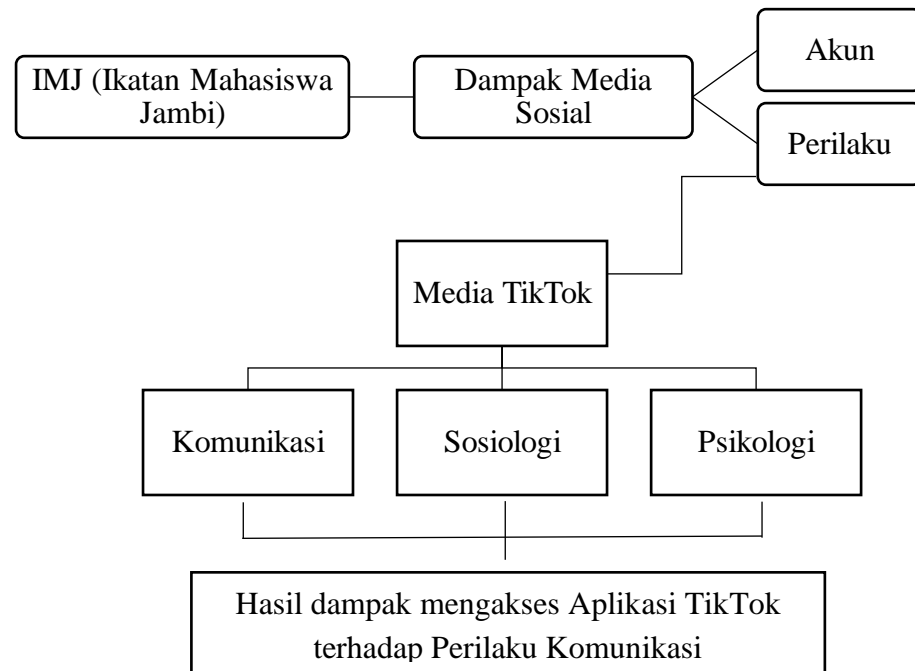 Akun
IMJ (Ikatan Mahasiswa
Jambi)
Dampak Media
Sosial
Perilaku
Media TikTok
Komunikasi
Sosiologi
Psikologi
Hasil dampak mengakses Aplikasi TikTok
terhadap Perilaku Komunikasi